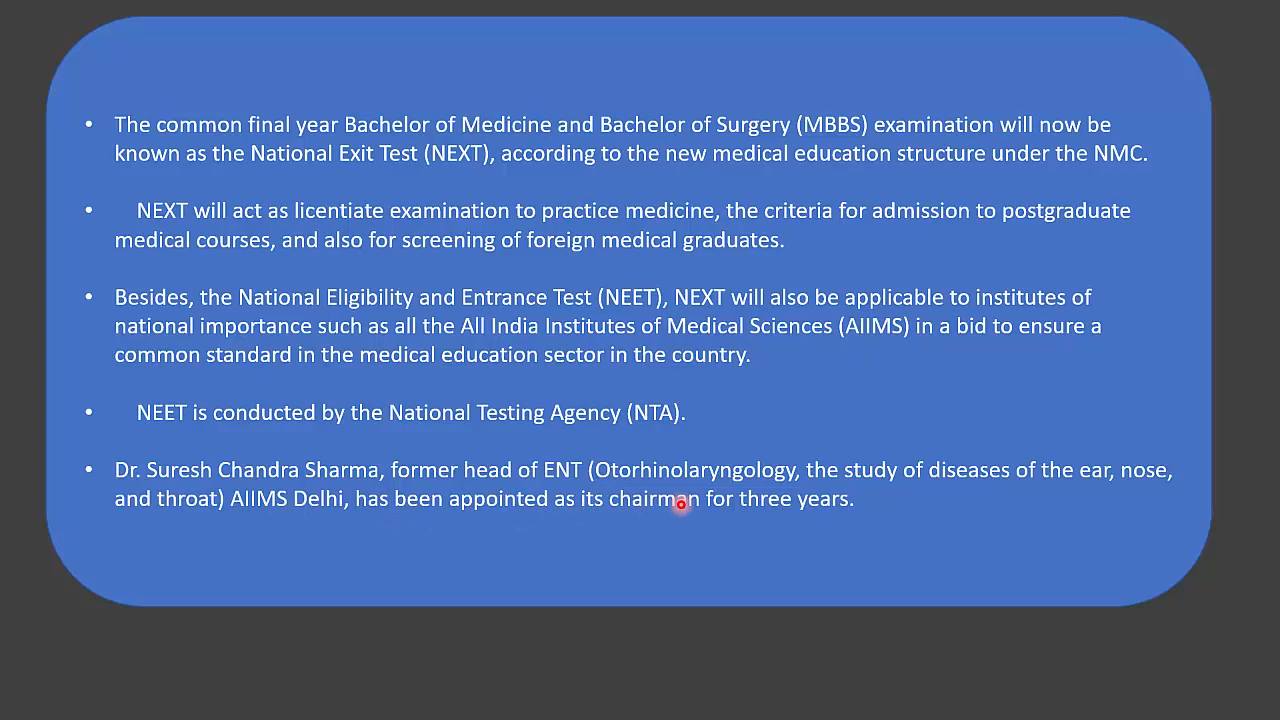 • The common final year Bachelor of Medicine and Bachelor of Surgery (MBBS) examination will now be
known as the National Exit Test (NEXT), according to the new medical education structure under the NMC.
• NEXT will act as licentiate examination to practice medicine, the criteria for admission to postgraduate
medical courses, and also for screening of foreign medical graduates.
• Besides, the National Eligibility and Entrance Test (NEET), NEXT will also be applicable to institutes of
national importance such as all the All India Institutes of Medical Sciences (AIIMS) in a bid to ensure a
common standard in the medical education sector in the country.
• NEET is conducted by the National Testing Agency (NTA).
• Dr. Suresh Chandra Sharma, former head of ENT (Otorhinolaryngology, the study of diseases of the ear, nose,
and throat) AIIMS Delhi, has been appointed as its chairman for three years.